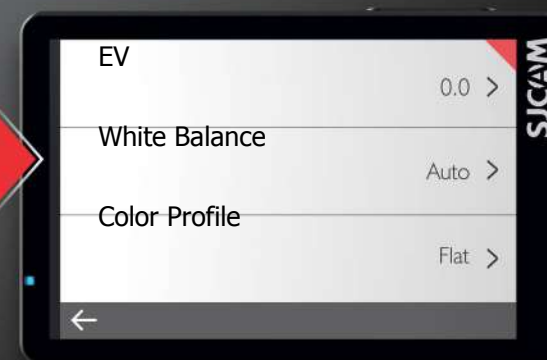 EV
0.0
White Balance
Auto
Color Profile
Flat
SJCAM